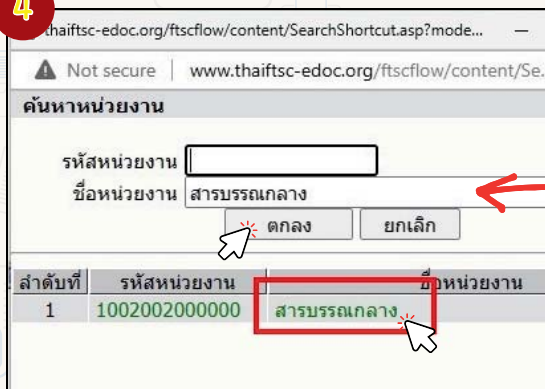 4
thaiftsc-edoc.org/ftscflow/content/SearchShortcut.asp?mode...
Not secure | www.thaiftsc-edoc.org/ftscflow/content/Se.
ค้นหาหน่วยงาน
รหัสหน่วยงาน
ชื่อหน่วยงาน สารบรรณกลาง
ตกลง ยกเลิก
ลำดับที่ รหัสหน่วยงาน ชื่อหน่วยงาน
1 1002002000000 สารบรรณกลาง